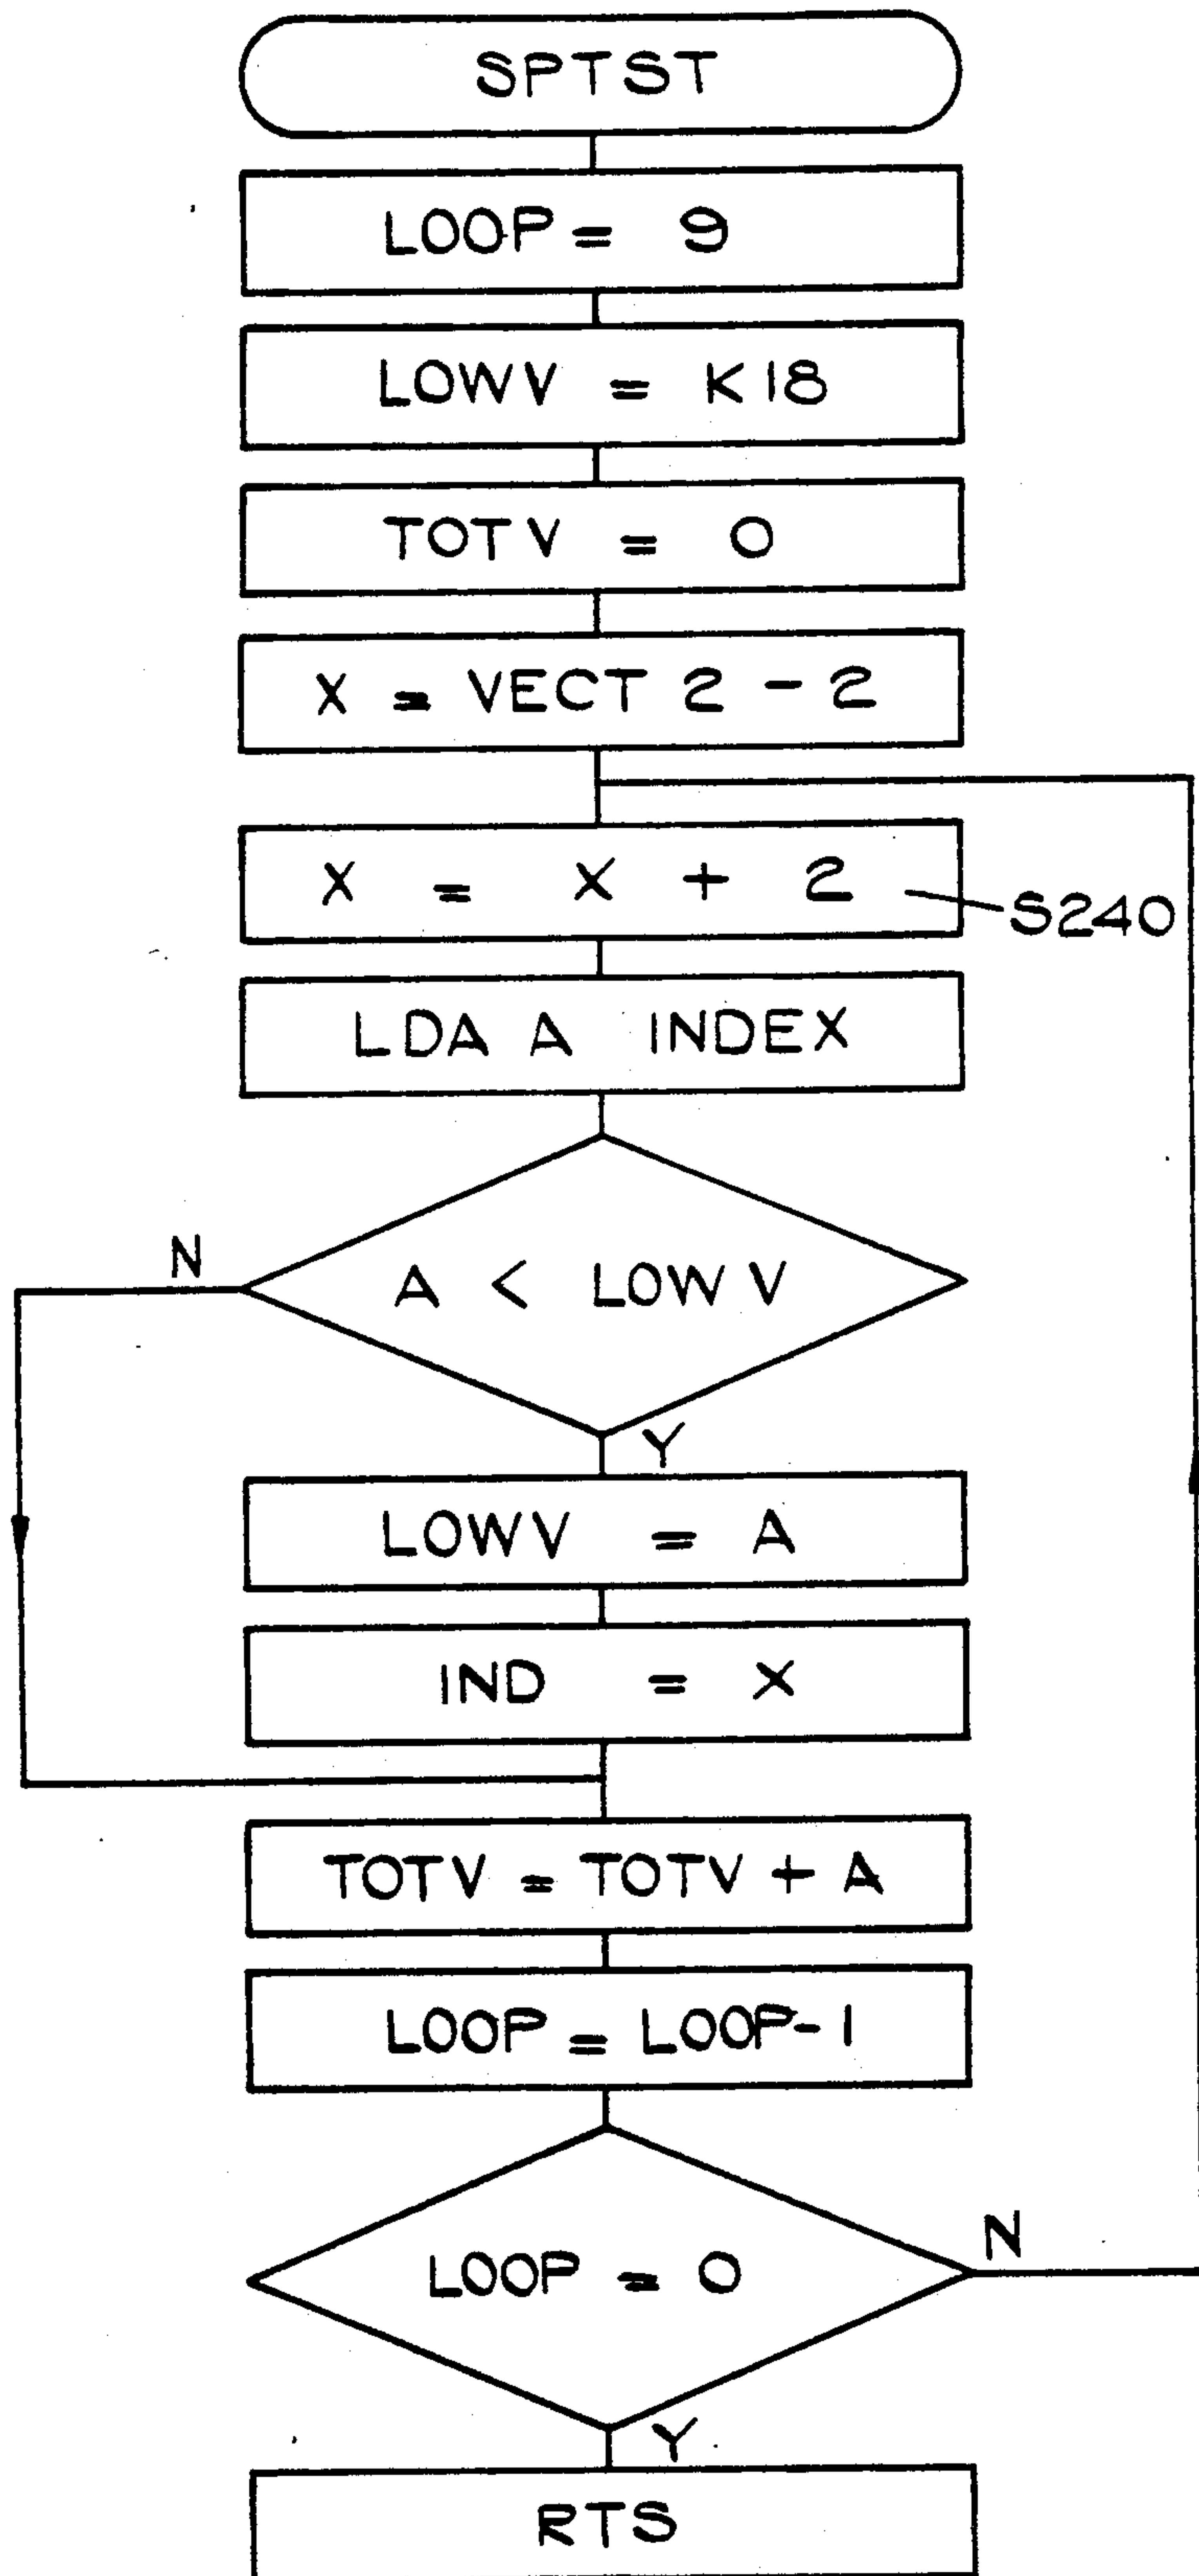 SPTST
LOOP = 9
LOWV = K18
TOTV = 0
X = VECT 2 - 2
X = X + 2
S240
LDA A INDEX
N
A < LOW V
Y
LOWV = A
IND = X
TOTV = TOTV + A
LOOP = LOOP-1
N
LOOP = 0
Y
RTS